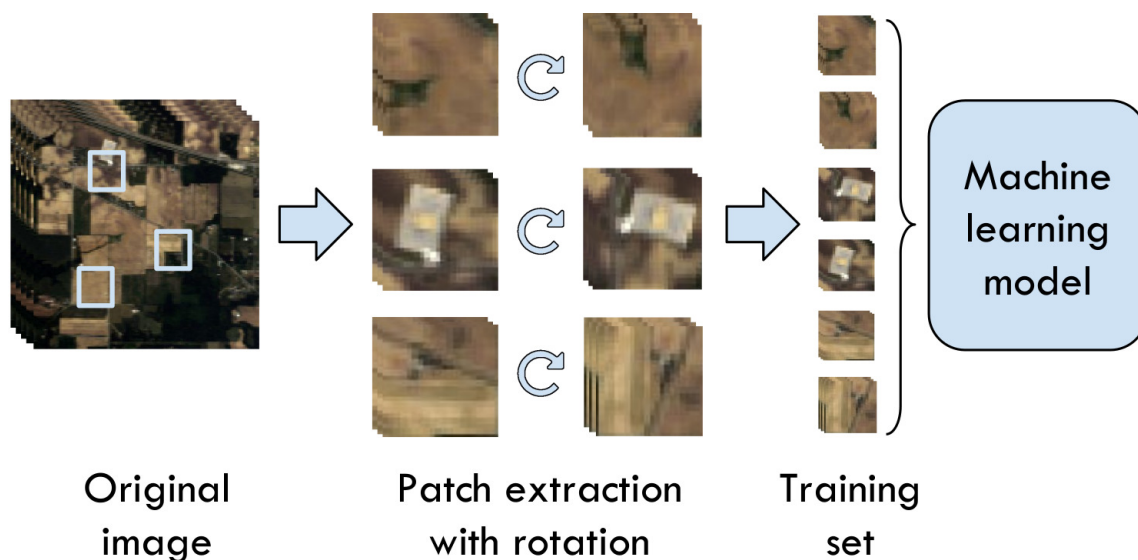 Machine
learning
model
Original
image
Patch extraction
with rotation
Training
set